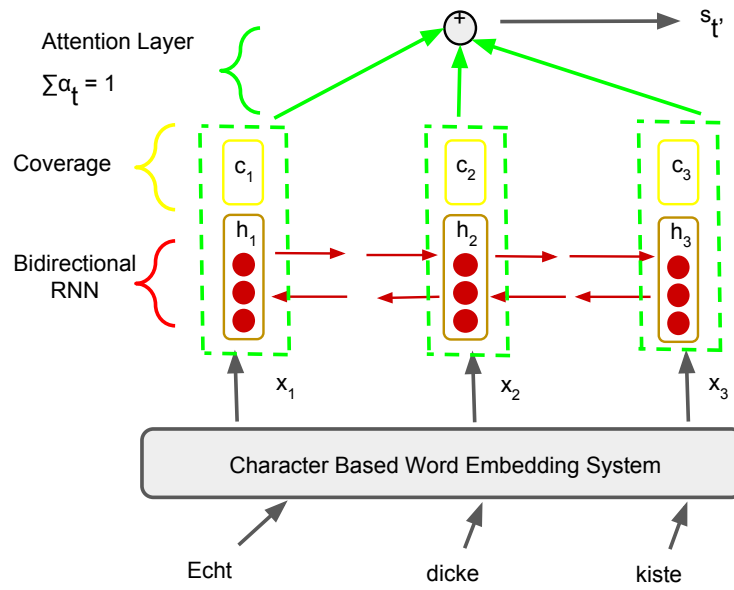 +
s_t'
Attention Layer
∑α_t = 1
Coverage
c_1
c_2
c_3
h_1
h_2
h_3
Bidirectional
RNN
x_1
x_2
x_3
Character Based Word Embedding System
Echt
dicke
kiste